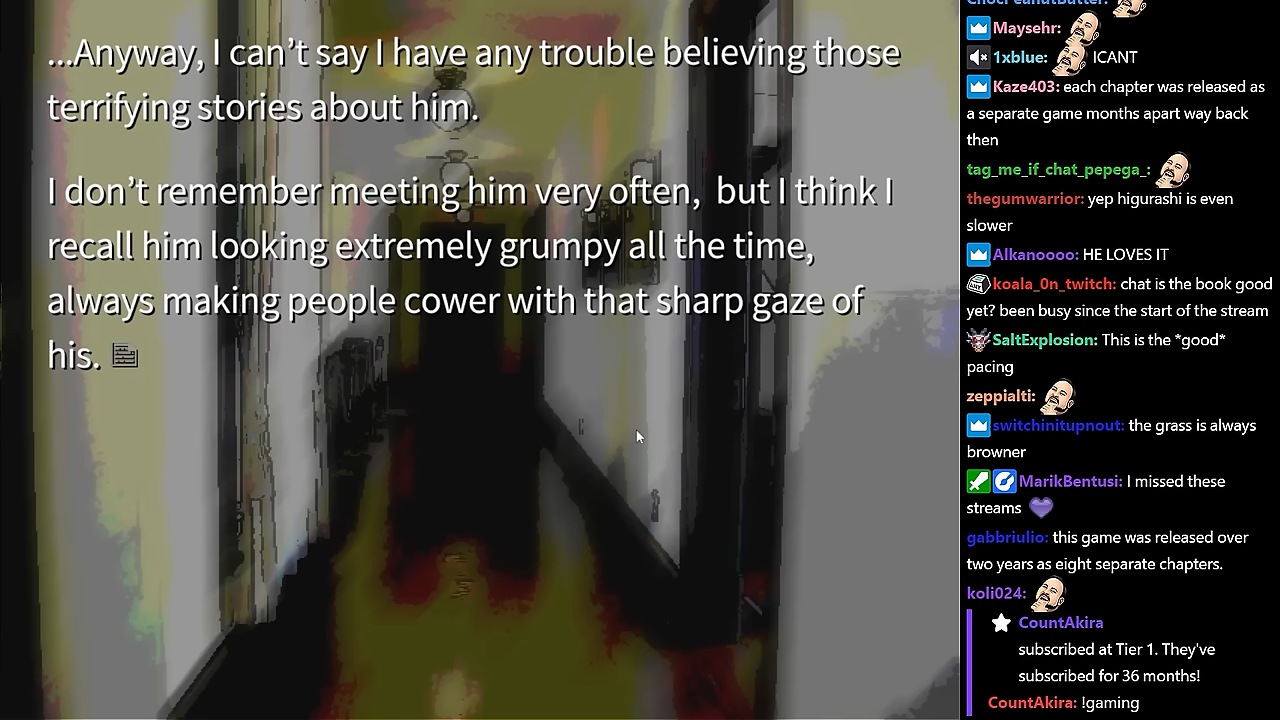 ...Anyway, I can’t say I have any trouble believing those
terrifying stories about him.
I don’t remember meeting him very often,  but I think I
recall him looking extremely grumpy all the time,
always making people cower with that sharp gaze of
his.
Maysehr:
1xblue: ICANT
Kaze403: each chapter was released as
a separate game months apart way back
then
tag_me_if_chat_pepega_:
thegumwarrior: yep higurashi is even
slower
Alkanoooo: HE LOVES IT
koala_0n_twitch: chat is the book good
yet? been busy since the start of the stream
SaltExplosion: This is the *good*
pacing
zeppialti:
switchinitupnout: the grass is always
browner
MarikBentusi: I missed these
streams
gabbriulio: this game was released over
two years as eight separate chapters.
koli024:
CountAkira
subscribed at Tier 1. They've
subscribed for 36 months!
CountAkira: !gaming